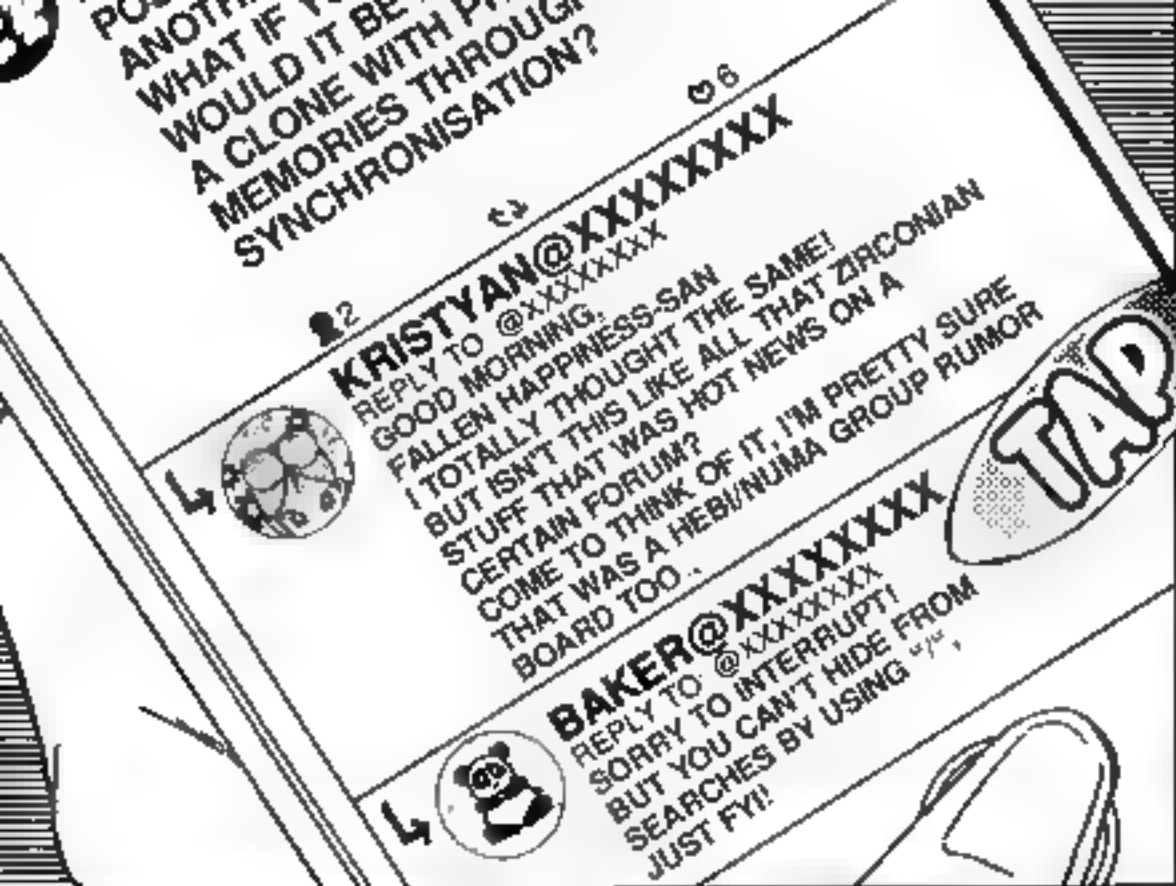 ANOTH
WHAT IF
WOULD IT BE
A CLONE WITH
MEMORIES THROUGH
SYNCHRONISATION?
2
6
KRISTYAN@XXXXXXXX
REPLY TO @XXXXXXXX
GOOD MORNING,
FALLEN HAPPINESS-SAN
I TOTALLY THOUGHT THE SAME!
BUT ISN'T THIS LIKE ALL THAT ZIRCONIAN
STUFF THAT WAS HOT NEWS ON A
CERTAIN FORUM?
COME TO THINK OF IT, I'M PRETTY SURE
THAT WAS A HEBI/NUMA GROUP RUMOR
BOARD TOO..
TAP
BAKER@XXXXXXXX
REPLY TO @XXXXXXXX
SORRY TO INTERRUPT!
BUT YOU CAN'T HIDE FROM
SEARCHES BY USING "/",
JUST FYI!